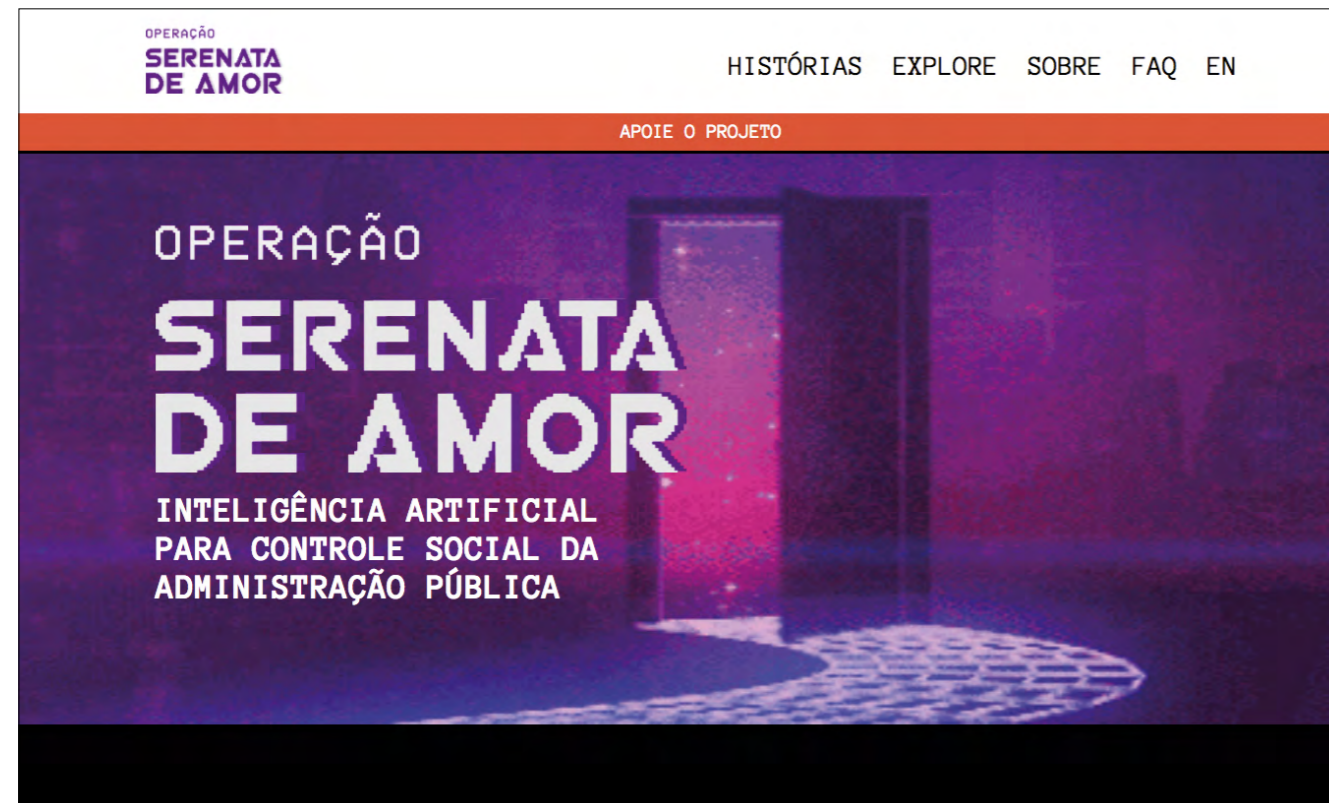 OPERAÇÃO
SERENATA
DE AMOR
HISTÓRIAS EXPLORE SOBRE FAQ EN
APOIE O PROJETO
OPERAÇÃO
SERENATA
DE AMOR
INTELIGÊNCIA ARTIFICIAL
PARA CONTROLE SOCIAL DA
ADMINISTRAÇÃO PÚBLICA